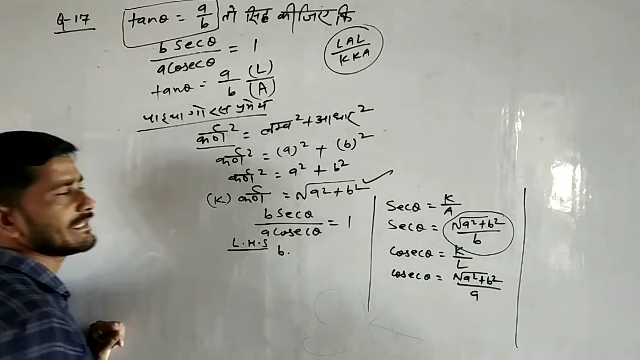 Q-17 tanθ = a/b तो सिद्ध कीजिए कि
b secθ / a cosecθ = 1
LAL / KKA
tanθ = a/b (L)/(A)
पाइथागोरस प्रमेय
कर्ण² = लम्ब² + आधार²
कर्ण² = (a)² + (b)²
कर्ण² = a² + b²
(K) कर्ण = √a²+b²
b secθ / a cosecθ = 1
L.H.S b.
Secθ = K/A
Secθ = √a²+b² / b
Cosecθ = K/L
Cosecθ = √a²+b² / a